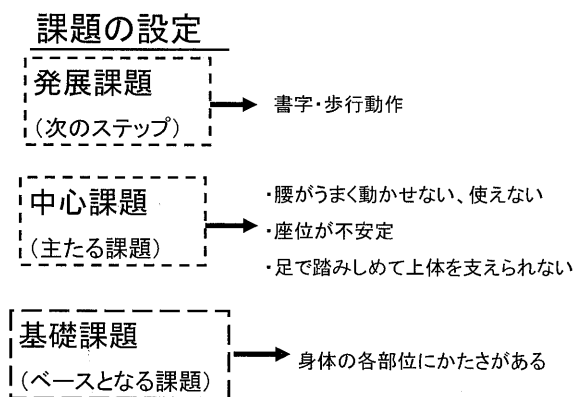 課題の設定
発展課題
(次のステップ)
書字・歩行動作
中心課題
(主たる課題)
・腰がうまく動かせない、使えない
・座位が不安定
・足で踏みしめて上体を支えられない
基礎課題
(ベースとなる課題)
身体の各部位にかたさがある